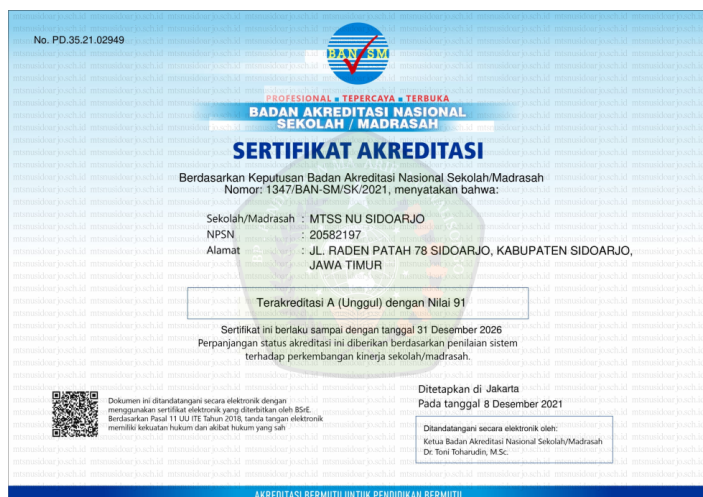 No. PD.35.21.02949
BAN SM
PROFESIONAL ■ TEPERCAYA ■ TERBUKA
BADAN AKREDITASI NASIONAL
SEKOLAH / MADRASAH
SERTIFIKAT AKREDITASI
Berdasarkan Keputusan Badan Akreditasi Nasional Sekolah/Madrasah
Nomor: 1347/BAN-SM/SK/2021, menyatakan bahwa:
Sekolah/Madrasah : MTSS NU SIDOARJO
NPSN : 20582197
Alamat : JL. RADEN PATAH 78 SIDOARJO, KABUPATEN SIDOARJO,
JAWA TIMUR
Terakreditasi A (Unggul) dengan Nilai 91
Sertifikat ini berlaku sampai dengan tanggal 31 Desember 2026
Perpanjangan status akreditasi ini diberikan berdasarkan penilaian sistem
terhadap perkembangan kinerja sekolah/madrasah.
Dokumen ini ditandatangani secara elektronik dengan
menggunakan sertifikat elektronik yang diterbitkan oleh BSrE.
Berdasarkan Pasal 11 UU ITE Tahun 2018, tanda tangan elektronik
memiliki kekuatan hukum dan akibat hukum yang sah
Ditetapkan di Jakarta
Pada tanggal 8 Desember 2021
Ditandatangani secara elektronik oleh:
Ketua Badan Akreditasi Nasional Sekolah/Madrasah
Dr. Toni Toharudin, M.Sc.
AKREDITASI BERMUTU UNTUK PENDIDIKAN BERMUTU